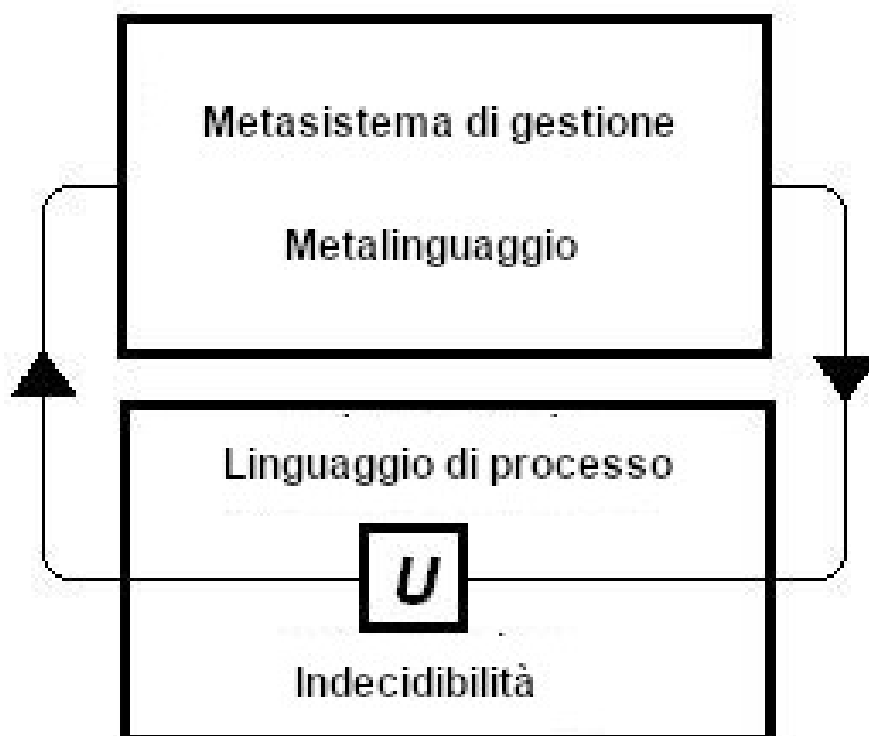 Metasistema di gestione
Metalinguaggio
Linguaggio di processo
U
Indecidibilità